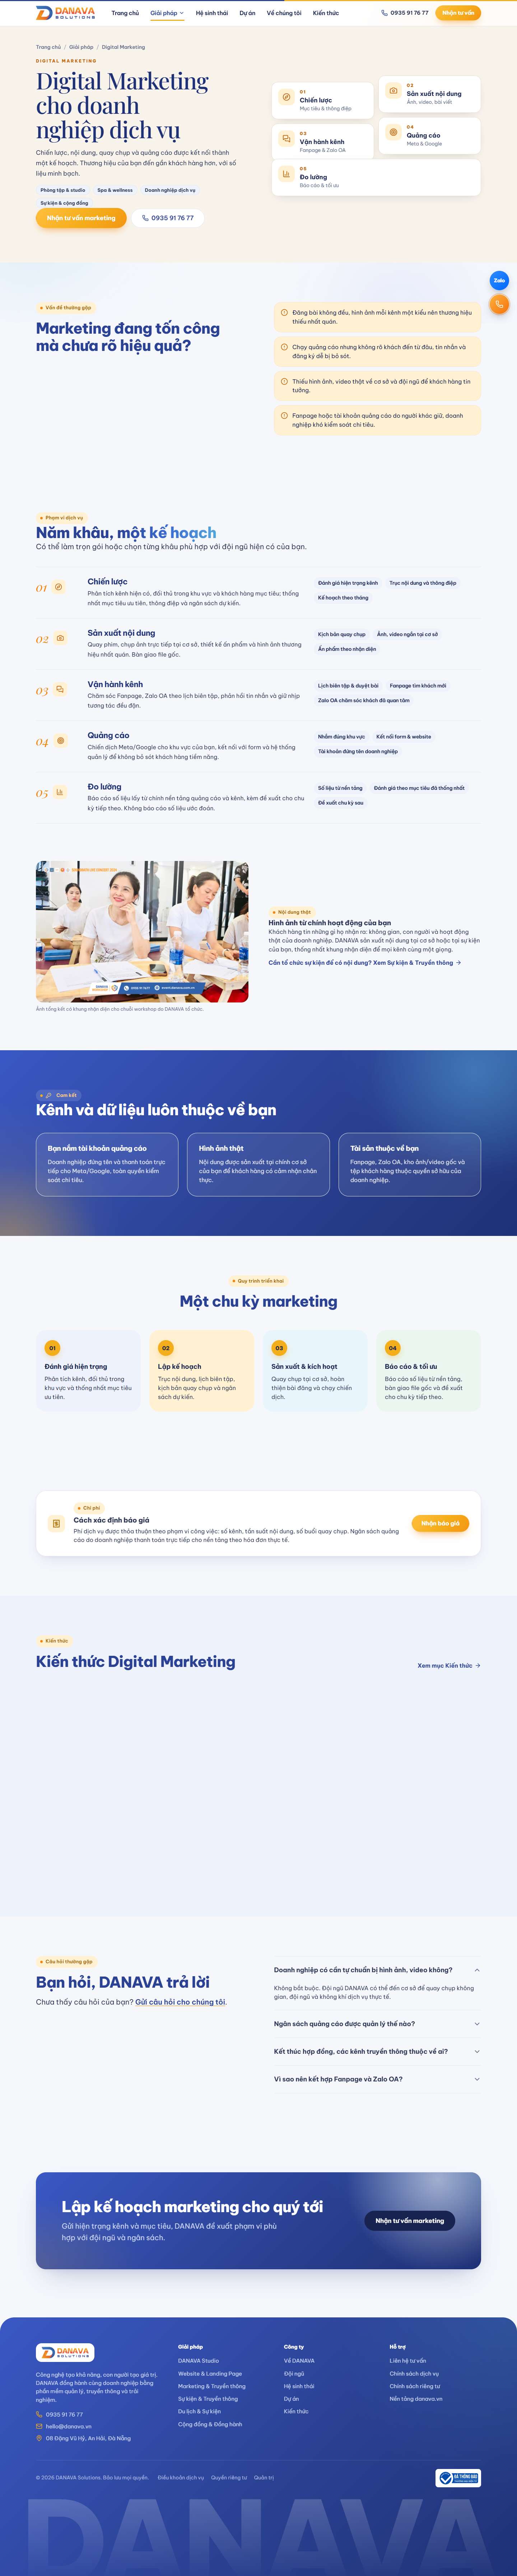 DANAVA
SOLUTIONS
Trang chủ
Giải pháp
Hệ sinh thái
Dự án
Về chúng tôi
Kiến thức
0935 91 76 77
Nhận tư vấn
Trang chủ / Giải pháp / Digital Marketing
DIGITAL MARKETING
Digital Marketing
cho doanh
nghiệp dịch vụ
Chiến lược, nội dung, quay chụp và quảng cáo được kết nối thành
một kế hoạch. Thương hiệu của bạn đến gần khách hàng hơn, với số
liệu minh bạch.
Phòng tập & studio
Spa & wellness
Doanh nghiệp dịch vụ
Sự kiện & cộng đồng
Nhận tư vấn marketing
0935 91 76 77
01
Chiến lược
Mục tiêu & thông điệp
02
Sản xuất nội dung
Ảnh, video, bài viết
03
Vận hành kênh
Fanpage & Zalo OA
04
Quảng cáo
Meta & Google
05
Đo lường
Báo cáo & tối ưu
Zalo
Vấn đề thường gặp
Marketing đang tốn công
mà chưa rõ hiệu quả?
Đăng bài không đều, hình ảnh mỗi kênh một kiểu nên thương hiệu
thiếu nhất quán.
Chạy quảng cáo nhưng không rõ khách đến từ đâu, tin nhắn và
đăng ký dễ bị bỏ sót.
Thiếu hình ảnh, video thật về cơ sở và đội ngũ để khách hàng tin
tưởng.
Fanpage hoặc tài khoản quảng cáo do người khác giữ, doanh
nghiệp khó kiểm soát chi tiêu.
Phạm vi dịch vụ
Năm khâu, một kế hoạch
Có thể làm trọn gói hoặc chọn từng khâu phù hợp với đội ngũ hiện có của bạn.
01
Chiến lược
Phân tích kênh hiện có, đối thủ trong khu vực và khách hàng mục tiêu; thống
nhất mục tiêu ưu tiên, thông điệp và ngân sách dự kiến.
Đánh giá hiện trạng kênh
Trục nội dung và thông điệp
Kế hoạch theo tháng
02
Sản xuất nội dung
Quay phim, chụp ảnh trực tiếp tại cơ sở, thiết kế ấn phẩm và hình ảnh thương
hiệu nhất quán. Bàn giao file gốc.
Kịch bản quay chụp
Ảnh, video ngắn tại cơ sở
Ấn phẩm theo nhận diện
03
Vận hành kênh
Chăm sóc Fanpage, Zalo OA theo lịch biên tập, phản hồi tin nhắn và giữ nhịp
tương tác đều đặn.
Lịch biên tập & duyệt bài
Fanpage tìm khách mới
Zalo OA chăm sóc khách đã quan tâm
04
Quảng cáo
Chiến dịch Meta/Google cho khu vực của bạn, kết nối với form và hệ thống
quản lý để không bỏ sót khách hàng tiềm năng.
Nhắm đúng khu vực
Kết nối form & website
Tài khoản đứng tên doanh nghiệp
05
Đo lường
Báo cáo số liệu lấy từ chính nền tảng quảng cáo và kênh, kèm đề xuất cho chu
kỳ tiếp theo. Không báo cáo số liệu ước đoán.
Số liệu từ nền tảng
Đánh giá theo mục tiêu đã thống nhất
Đề xuất chu kỳ sau
Ảnh tổng kết có khung nhận diện cho chuỗi workshop do DANAVA tổ chức.
Nội dung thật
Hình ảnh từ chính hoạt động của bạn
Khách hàng tin những gì họ nhận ra: không gian, con người và hoạt động
thật của doanh nghiệp. DANAVA sản xuất nội dung tại cơ sở hoặc tại sự kiện
của bạn, thống nhất khung nhận diện để mọi kênh cùng một giọng.
Cần tổ chức sự kiện để có nội dung? Xem Sự kiện & Truyền thông
Cam kết
Kênh và dữ liệu luôn thuộc về bạn
Bạn nắm tài khoản quảng cáo
Doanh nghiệp đứng tên và thanh toán trực
tiếp cho Meta/Google, toàn quyền kiểm
soát chi tiêu.
Hình ảnh thật
Nội dung được sản xuất tại chính cơ sở
của bạn để khách hàng có cảm nhận chân
thực.
Tài sản thuộc về bạn
Fanpage, Zalo OA, kho ảnh/video gốc và
tệp khách hàng thuộc quyền sở hữu của
doanh nghiệp.
Quy trình triển khai
Một chu kỳ marketing
01
Đánh giá hiện trạng
Phân tích kênh, đối thủ trong
khu vực và thống nhất mục tiêu
ưu tiên.
02
Lập kế hoạch
Trục nội dung, lịch biên tập,
kịch bản quay chụp và ngân
sách dự kiến.
03
Sản xuất & kích hoạt
Quay chụp tại cơ sở, hoàn
thiện bài đăng và chạy chiến
dịch.
04
Báo cáo & tối ưu
Báo cáo số liệu từ nền tảng,
bàn giao file gốc và đề xuất
cho chu kỳ tiếp theo.
Chi phí
Cách xác định báo giá
Phí dịch vụ được thỏa thuận theo phạm vi công việc: số kênh, tần suất nội dung, số buổi quay chụp. Ngân sách quảng
cáo do doanh nghiệp thanh toán trực tiếp cho nền tảng theo hóa đơn thực tế.
Nhận báo giá
Kiến thức
Kiến thức Digital Marketing
Xem mục Kiến thức
Câu hỏi thường gặp
Bạn hỏi, DANAVA trả lời
Chưa thấy câu hỏi của bạn? Gửi câu hỏi cho chúng tôi.
Doanh nghiệp có cần tự chuẩn bị hình ảnh, video không?
Không bắt buộc. Đội ngũ DANAVA có thể đến cơ sở để quay chụp không
gian, đội ngũ và không khí dịch vụ thực tế.
Ngân sách quảng cáo được quản lý thế nào?
Kết thúc hợp đồng, các kênh truyền thông thuộc về ai?
Vì sao nên kết hợp Fanpage và Zalo OA?
Lập kế hoạch marketing cho quý tới
Gửi hiện trạng kênh và mục tiêu, DANAVA đề xuất phạm vi phù
hợp với đội ngũ và ngân sách.
Nhận tư vấn marketing
DANAVA
SOLUTIONS
Công nghệ tạo khả năng, con người tạo giá trị.
DANAVA đồng hành cùng doanh nghiệp bằng
phần mềm quản lý, truyền thông và trải
nghiệm.
0935 91 76 77
hello@danava.vn
08 Đặng Vũ Hỷ, An Hải, Đà Nẵng
Giải pháp
DANAVA Studio
Website & Landing Page
Marketing & Truyền thông
Sự kiện & Truyền thông
Du lịch & Sự kiện
Cộng đồng & Đồng hành
Công ty
Về DANAVA
Đội ngũ
Hệ sinh thái
Dự án
Kiến thức
Hỗ trợ
Liên hệ tư vấn
Chính sách dịch vụ
Chính sách riêng tư
Nền tảng danava.vn
© 2026 DANAVA Solutions. Bảo lưu mọi quyền.
Điều khoản dịch vụ
Quyền riêng tư
Quản trị
ĐÃ THÔNG BÁO
DANAVA